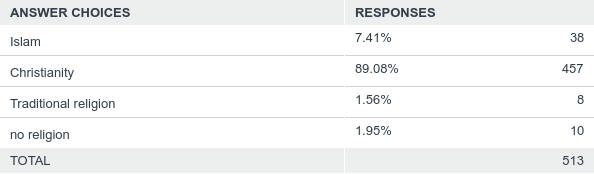 ANSWER CHOICES RESPONSES
Islam 7.41% 38
Christianity 89.08% 457
Traditional religion 1.56% 8
no religion 1.95% 10
TOTAL 513